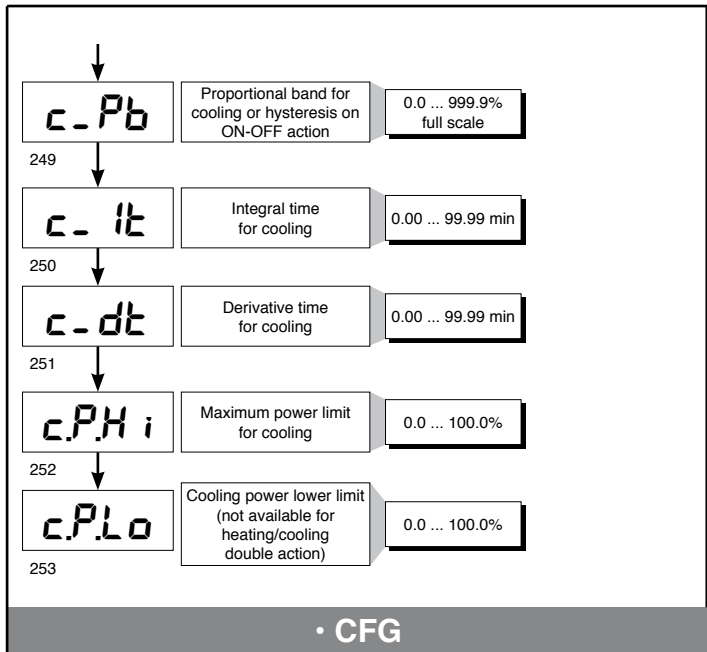 c_Pb
Proportional band for
cooling or hysteresis on
ON-OFF action
0.0 ... 999.9%
full scale
249
c_It
Integral time
for cooling
0.00 ... 99.99 min
250
c_dt
Derivative time
for cooling
0.00 ... 99.99 min
251
c.P.Hi
Maximum power limit
for cooling
0.0 ... 100.0%
252
c.P.Lo
Cooling power lower limit
(not available for
heating/cooling
double action)
0.0 ... 100.0%
253
• CFG